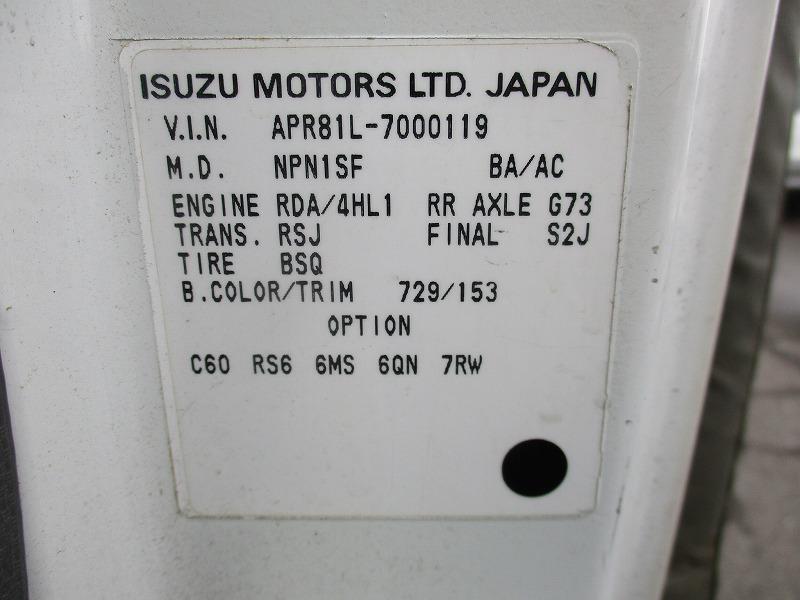 ISUZU MOTORS LTD. JAPAN
V.I.N. APR81L-7000119
M.D. NPN1SF BA/AC
ENGINE RDA/4HL1 RR AXLE G73
TRANS. RSJ FINAL S2J
TIRE BSQ
B.COLOR/TRIM 729/153
OPTION
C60 RS6 6MS 6QN 7RW